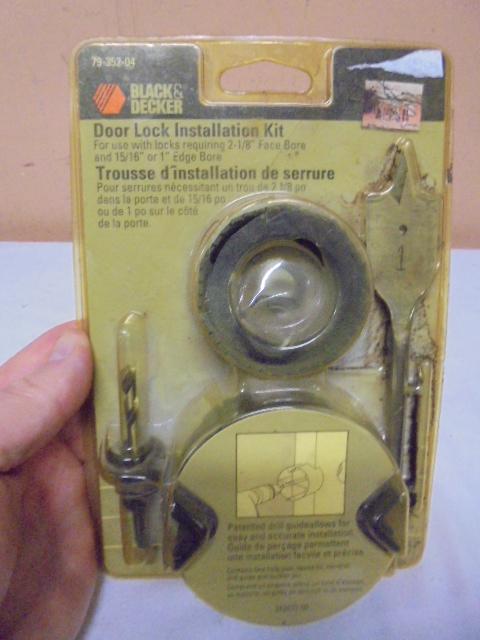 79-352-04
BLACK&
DECKER
Door Lock Installation Kit
For use with locks requiring 2-1/8" Face Bore
and 15/16" or 1" Edge Bore
Trousse d'installation de serrure
Pour serrures nécessitant un trou de 2 1/8 po
dans la porte et de 15/16 po
ou de 1 po sur le côté
de la porte.
1
Patented drill guide allows for
easy and accurate installation.
Guide de perçage permettant
une installation facile et précise.